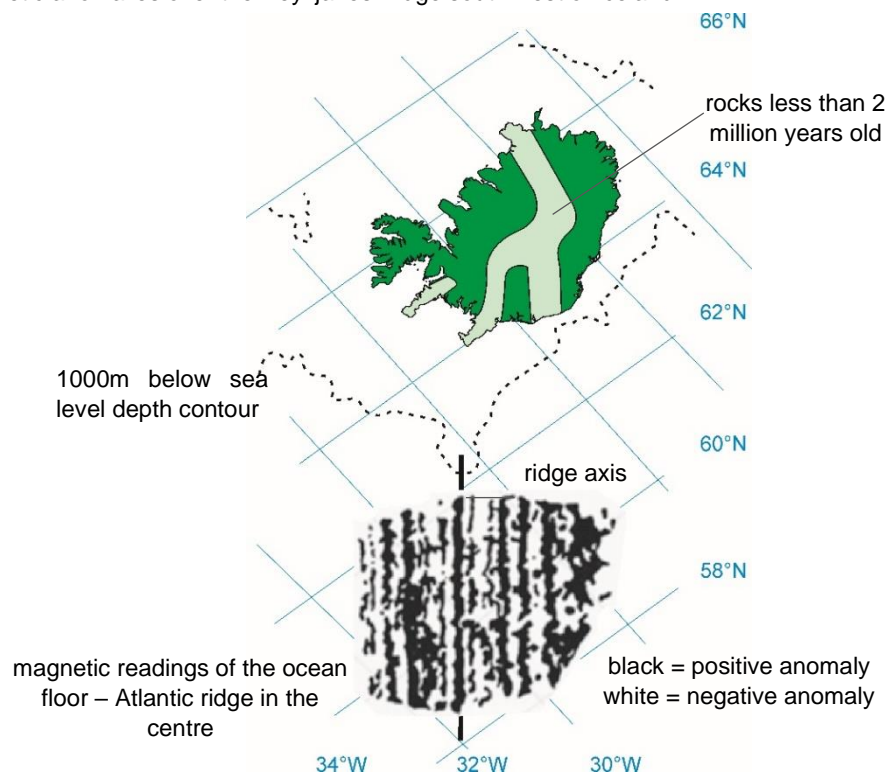 66°N
rocks less than 2
million years old
64°N
62°N
1000m below sea
level depth contour
60°N
ridge axis
58°N
magnetic readings of the ocean
floor – Atlantic ridge in the
centre
black = positive anomaly
white = negative anomaly
34°W
32°W
30°W